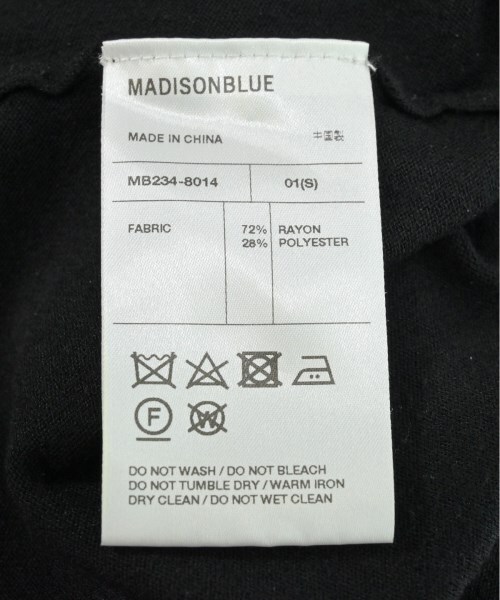 MADISONBLUE
MADE IN CHINA 中国製
MB234-8014 01(S)
FABRIC 72% RAYON
28% POLYESTER
F W
DO NOT WASH / DO NOT BLEACH
DO NOT TUMBLE DRY / WARM IRON
DRY CLEAN / DO NOT WET CLEAN